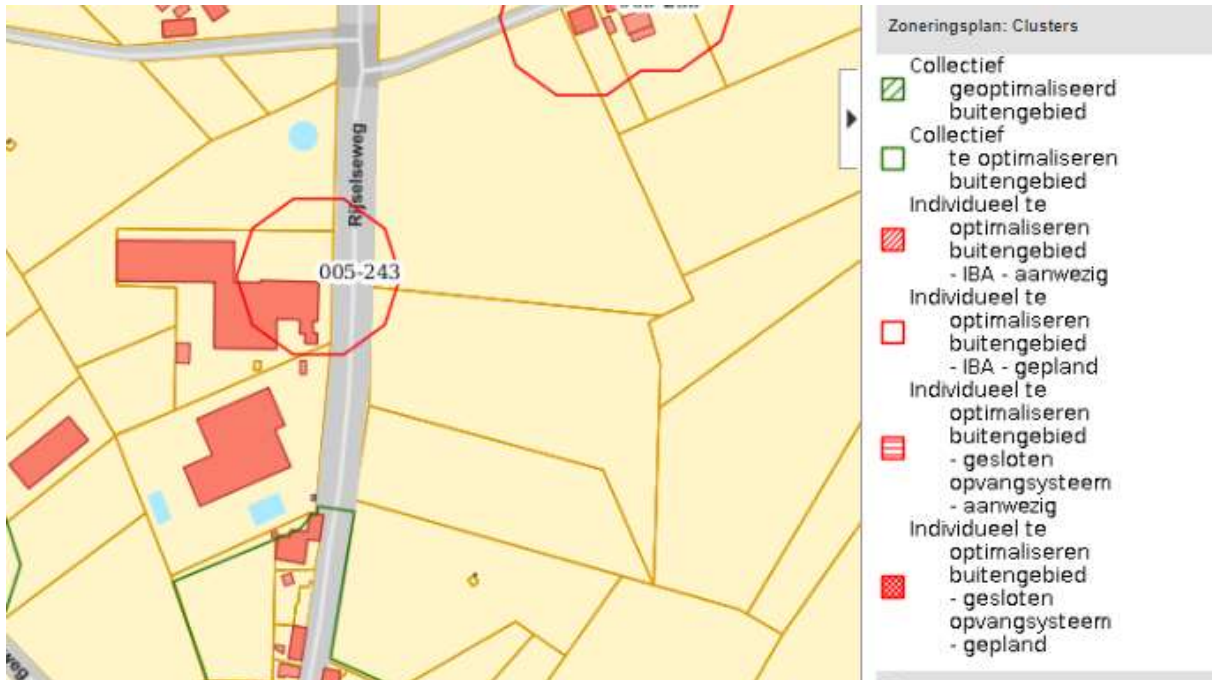 Rijselseweg
005-243
weg
Zoneringsplan: Clusters
Collectief
geoptimaliseerd
buitengebied
Collectief
te optimaliseren
buitengebied
Individueel te
optimaliseren
buitengebied
- IBA - aanwezig
Individueel te
optimaliseren
buitengebied
- IBA - gepland
Individueel te
optimaliseren
buitengebied
- gesloten
opvangsysteem
- aanwezig
Individueel te
optimaliseren
buitengebied
- gesloten
opvangsysteem
- gepland